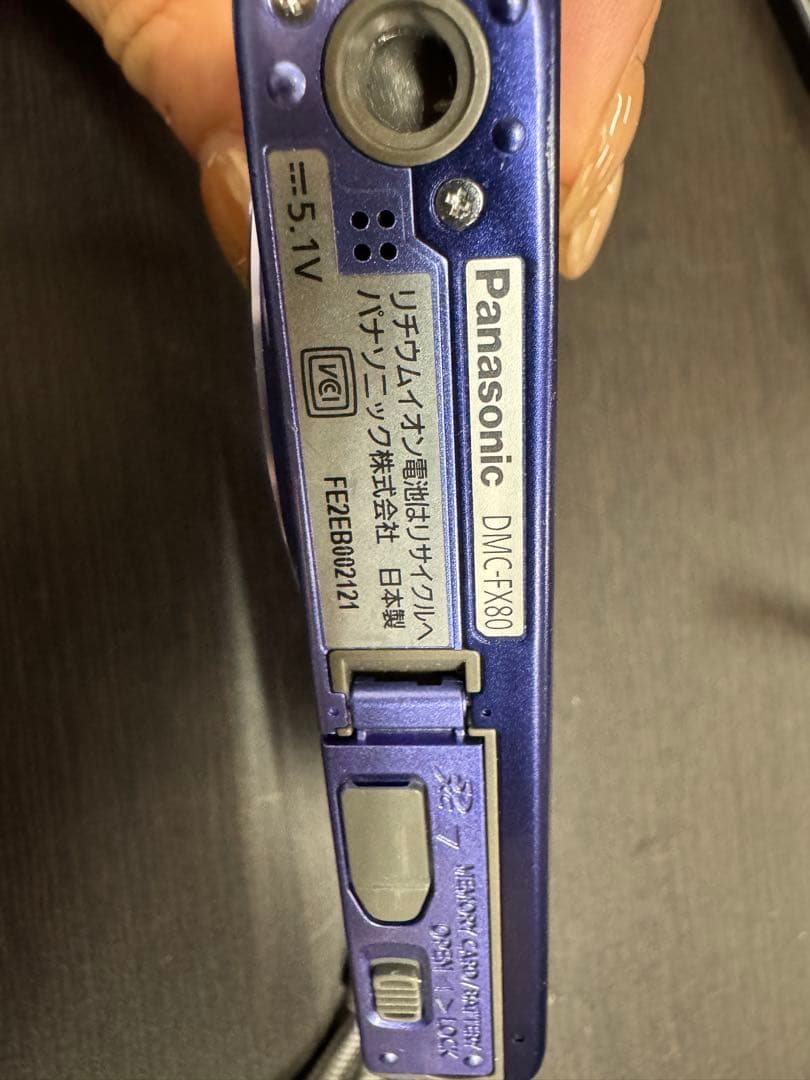 Panasonic DMC-FX80
リチウムイオン電池はリサイクルへ
パナソニック株式会社 日本製
⎓5.1V
VCI
FE2EB002121
MEMORY CARD/BATTERY
OPEN LOCK